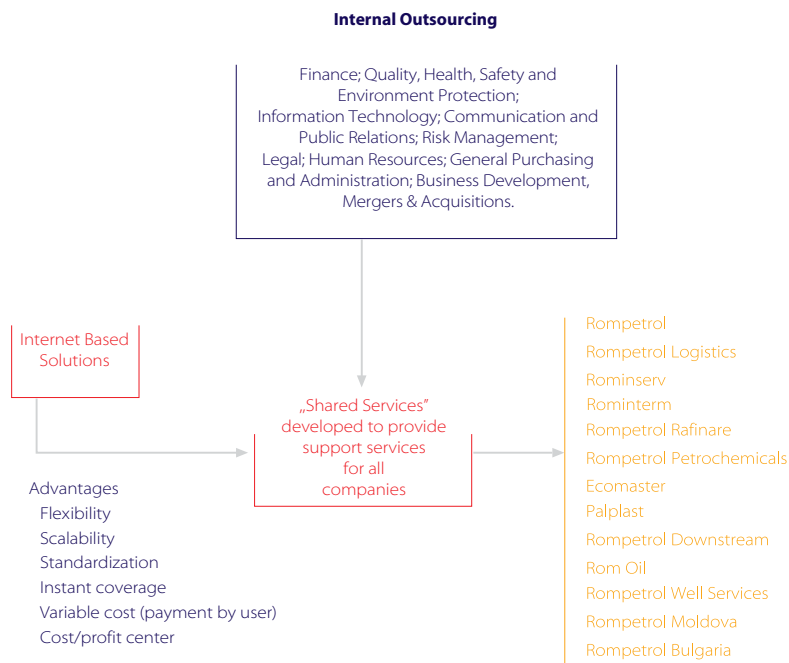 Internal Outsourcing
Finance; Quality, Health, Safety and
Environment Protection;
Information Technology; Communication and
Public Relations; Risk Management;
Legal; Human Resources; General Purchasing
and Administration; Business Development,
Mergers & Acquisitions.
Internet Based
Solutions
„Shared Services”
developed to provide
support services
for all
companies
Advantages
Flexibility
Scalability
Standardization
Instant coverage
Variable cost (payment by user)
Cost/profit center
Rompetrol
Rompetrol Logistics
Rominserv
Rominterm
Rompetrol Rafinare
Rompetrol Petrochemicals
Ecomaster
Palplast
Rompetrol Downstream
Rom Oil
Rompetrol Well Services
Rompetrol Moldova
Rompetrol Bulgaria